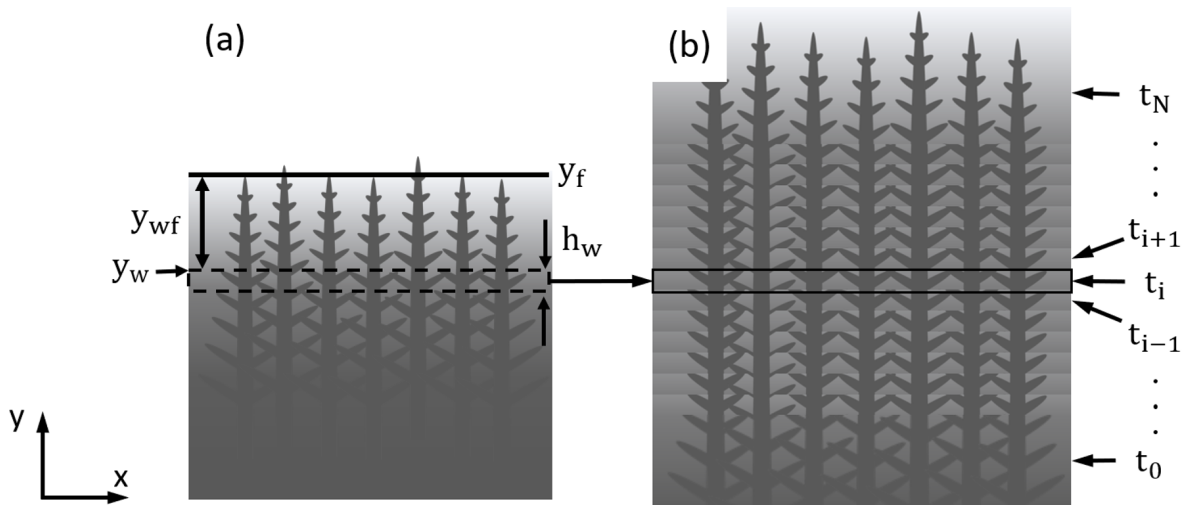 (a)
(b)
y_f
y_wf
h_w
y_w
y
x
t_N
.
.
.
t_{i+1}
t_i
t_{i−1}
.
.
.
t_0